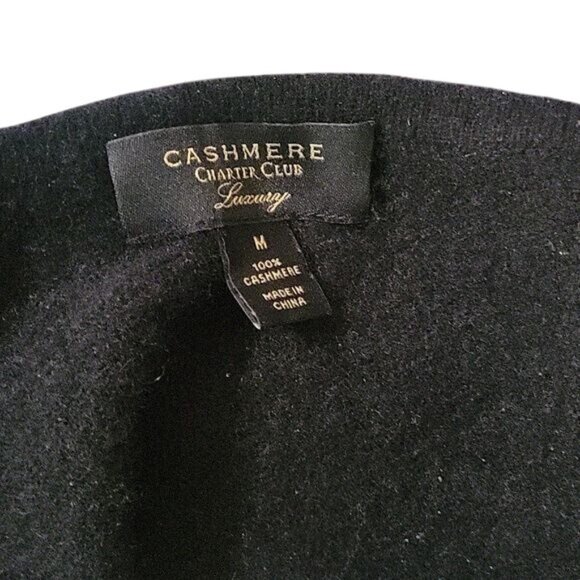 CASHMERE
CHARTER CLUB
Luxury
M
100%
CASHMERE
MADE IN
CHINA